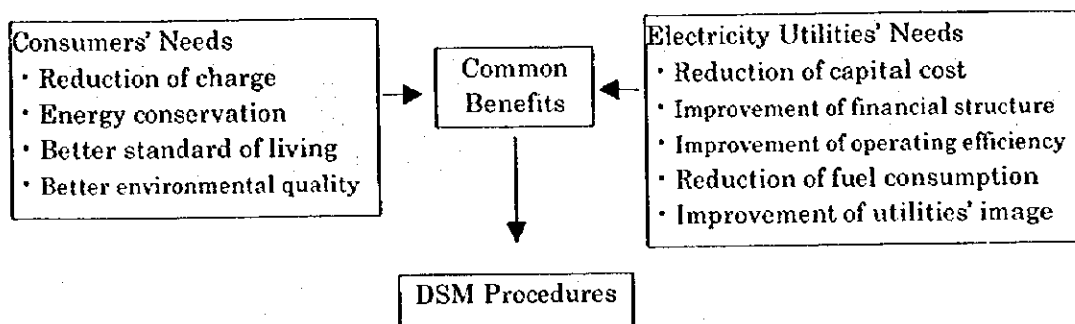 Consumers' Needs
・Reduction of charge
・Energy conservation
・Better standard of living
・Better environmental quality
Common
Benefits
Electricity Utilities' Needs
・Reduction of capital cost
・Improvement of financial structure
・Improvement of operating efficiency
・Reduction of fuel consumption
・Improvement of utilities' image
DSM Procedures